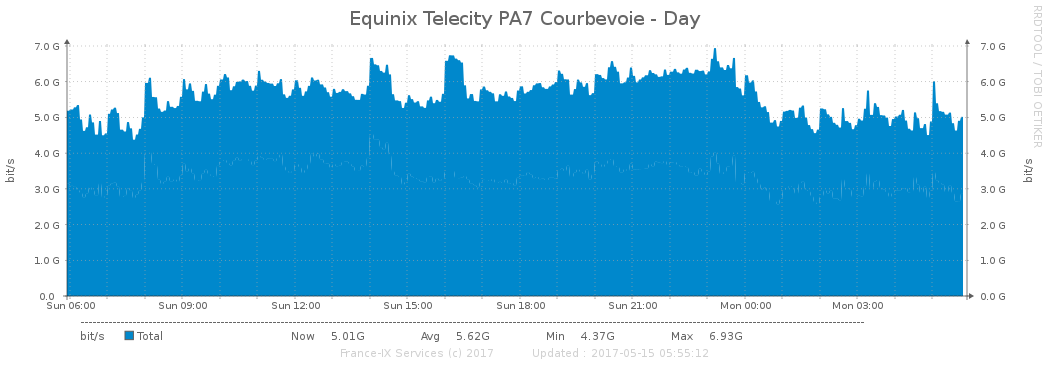 Equinix Telecity PA7 Courbevoie - Day
RRDTOOL / TOBI OETIKER
bit/s
bit/s
7.0 G 7.0 G
6.0 G 6.0 G
5.0 G 5.0 G
4.0 G 4.0 G
3.0 G 3.0 G
2.0 G 2.0 G
1.0 G 1.0 G
0.0 0.0 G
Sun 06:00 Sun 09:00 Sun 12:00 Sun 15:00 Sun 18:00 Sun 21:00 Mon 00:00 Mon 03:00
bit/s Total Now 5.01G Avg 5.62G Min 4.37G Max 6.93G
France-IX Services (c) 2017 Updated : 2017-05-15 05:55:12